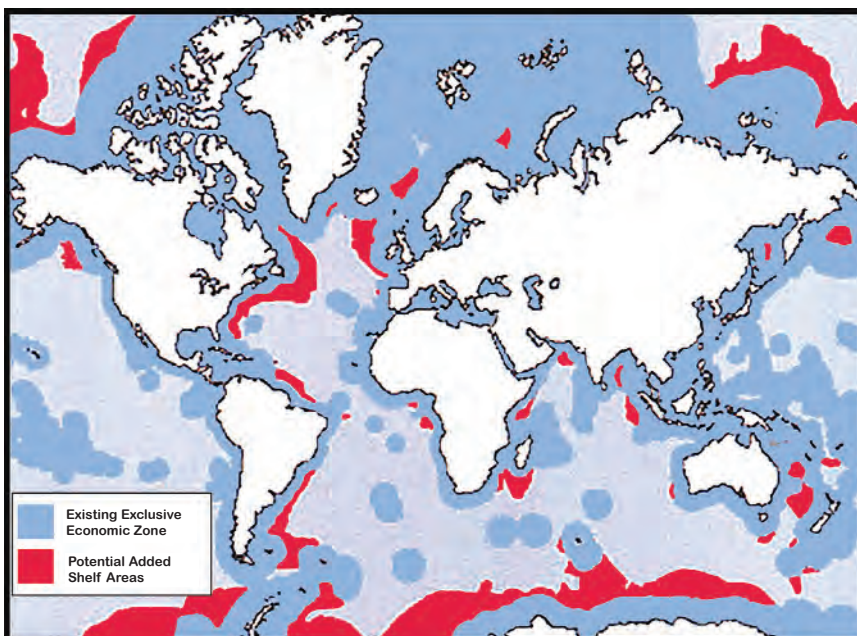 Existing Exclusive
Economic Zone
Potential Added
Shelf Areas